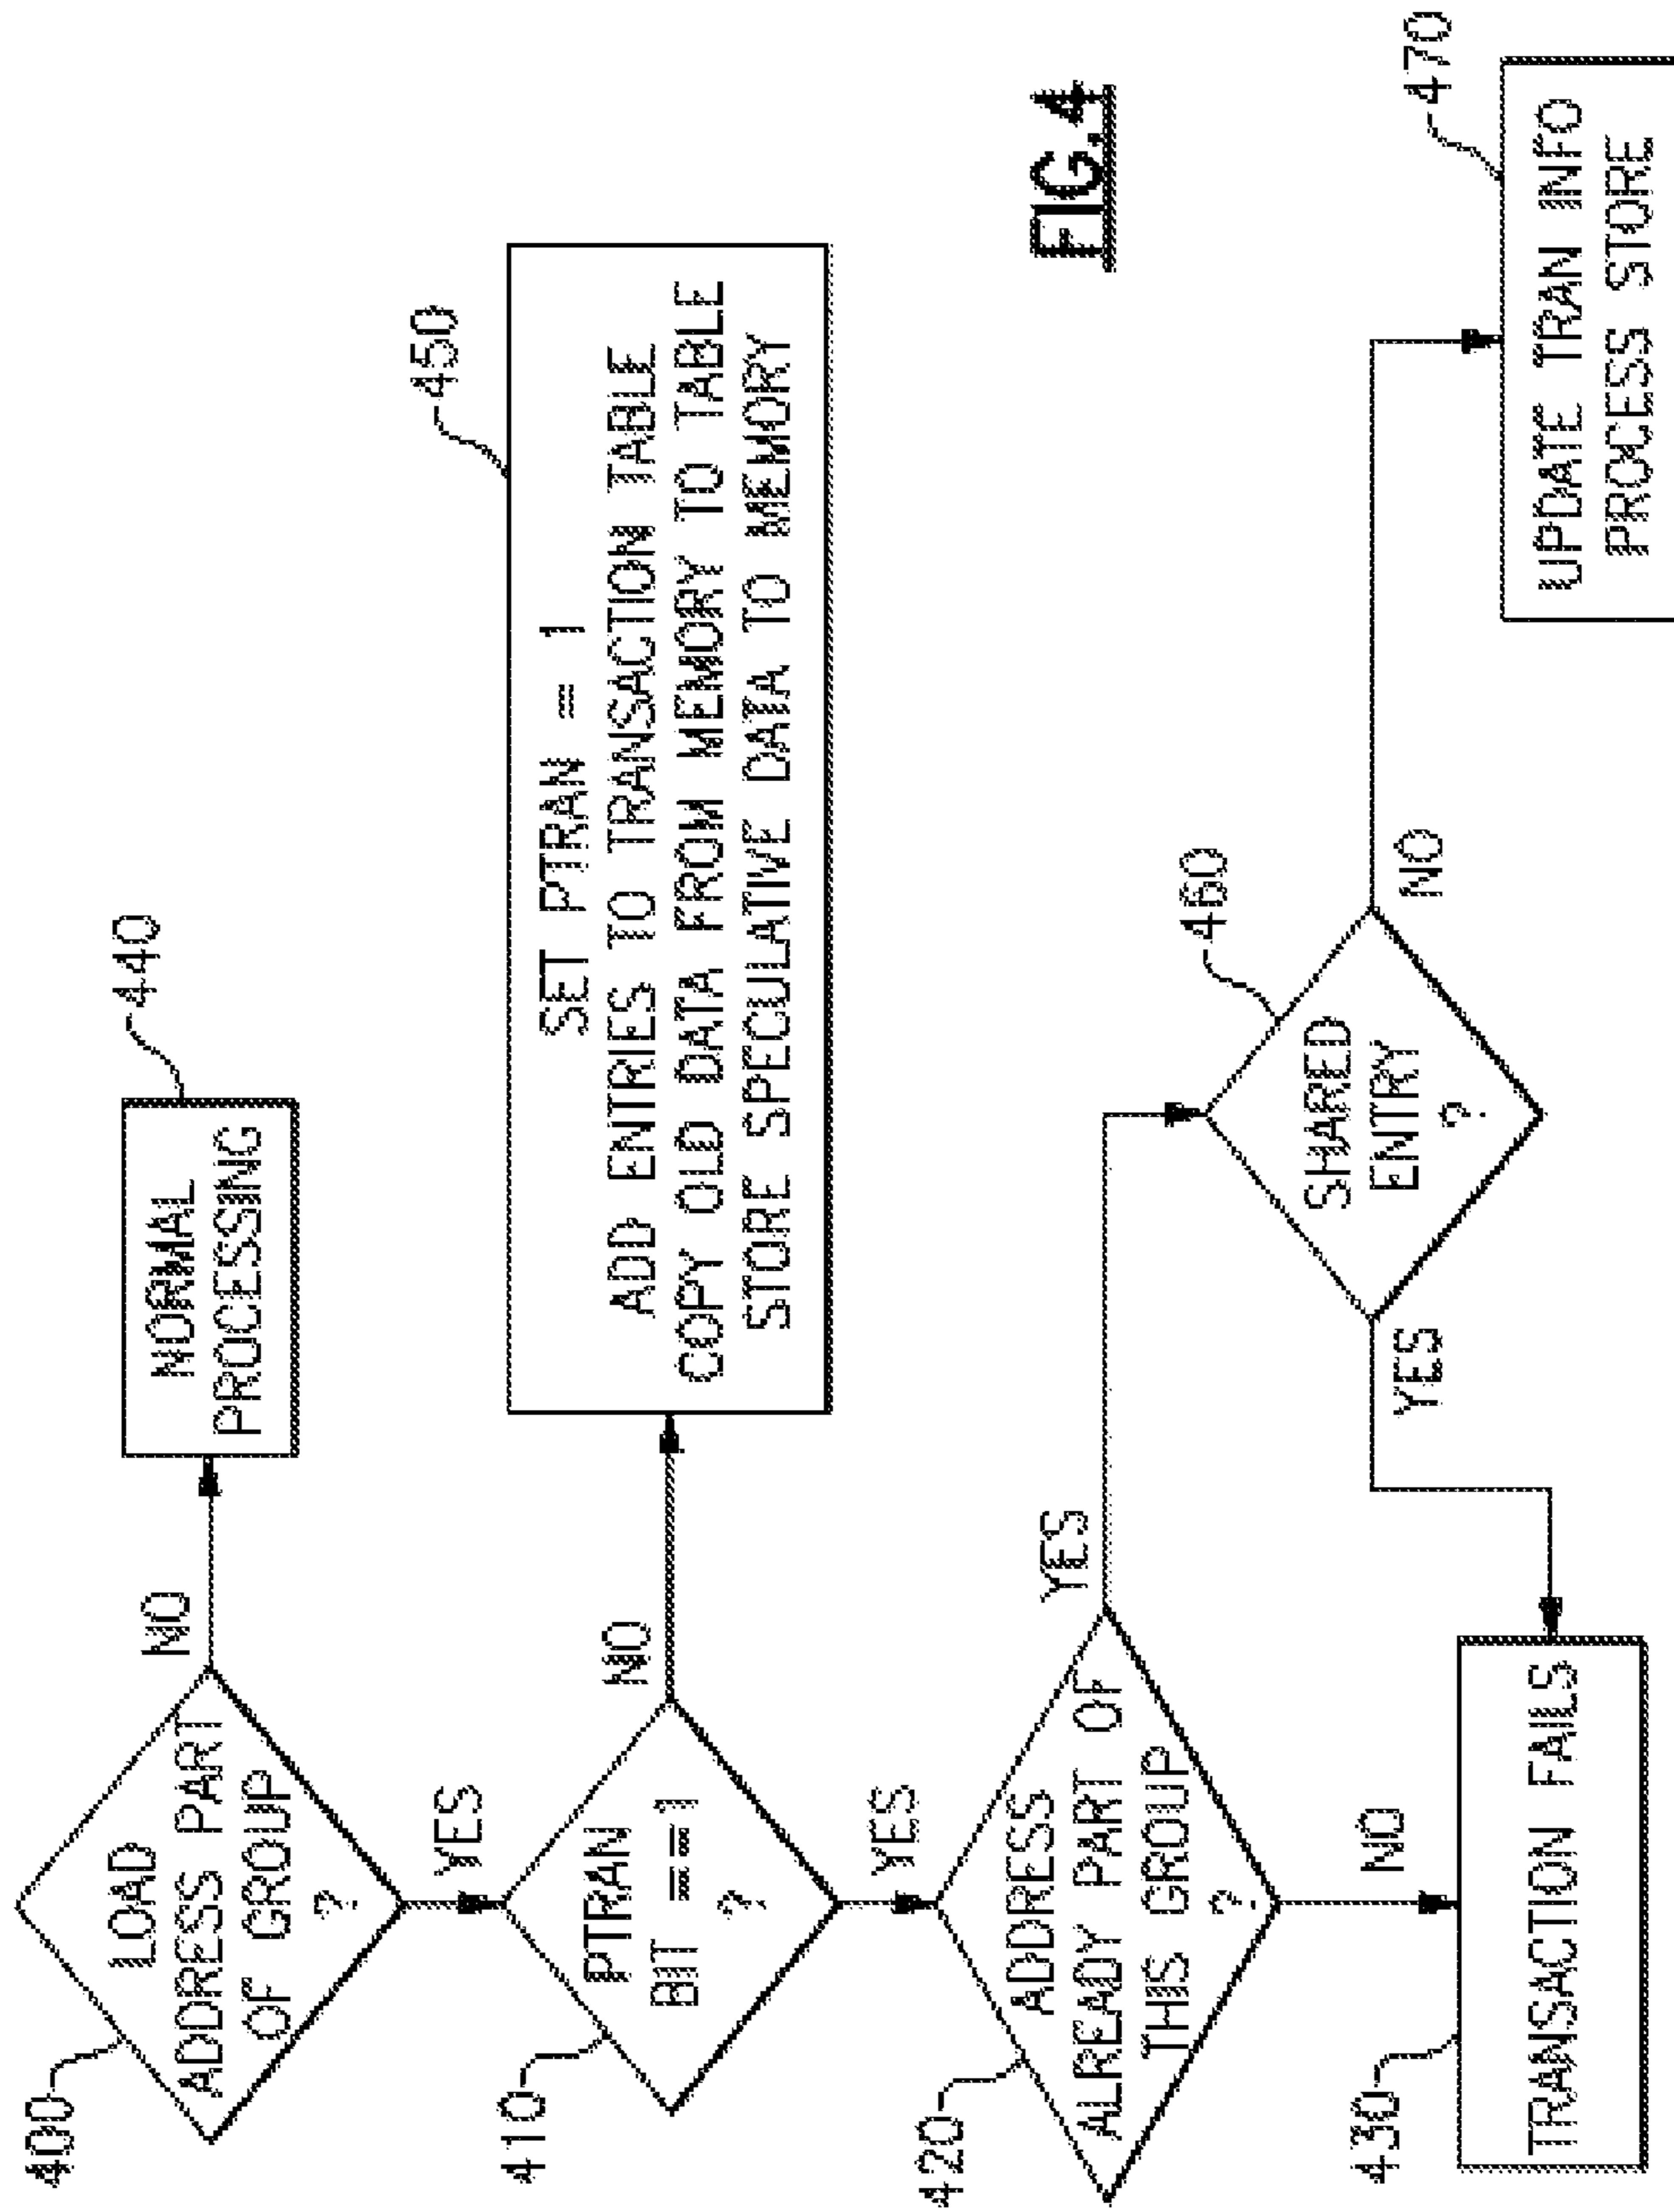 400
LOAD
ADDRESS PART
OF GROUP
?
NO
NORMAL
PROCESSING
440
YES
410
PTRAN
BIT ==1
?
NO
SET PTRAN = 1
ADD ENTRIES TO TRANSACTION TABLE
COPY OLD DATA FROM MEMORY TO TABLE
STORE SPECULATIVE DATA TO MEMORY
450
YES
420
ADDRESS
ALREADY PART OF
THIS GROUP
?
YES
NO
430
TRANSACTION FAILS
SHARED
ENTRY
?
460
YES
NO
UPDATE TRAN INFO
PROCESS STORE
470
FIG.4